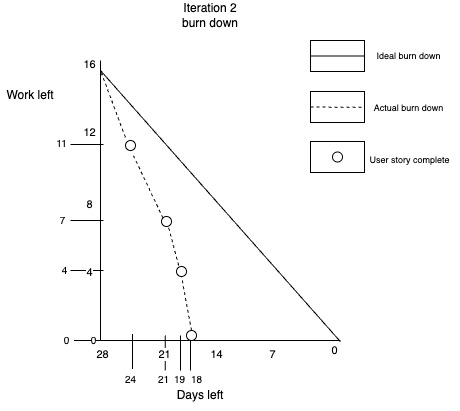 Iteration 2
burn down
Ideal burn down
Actual burn down
User story complete
Work left
16
12
11
8
7
4
4
0
0
28
21
14
7
0
24
21
19
18
Days left